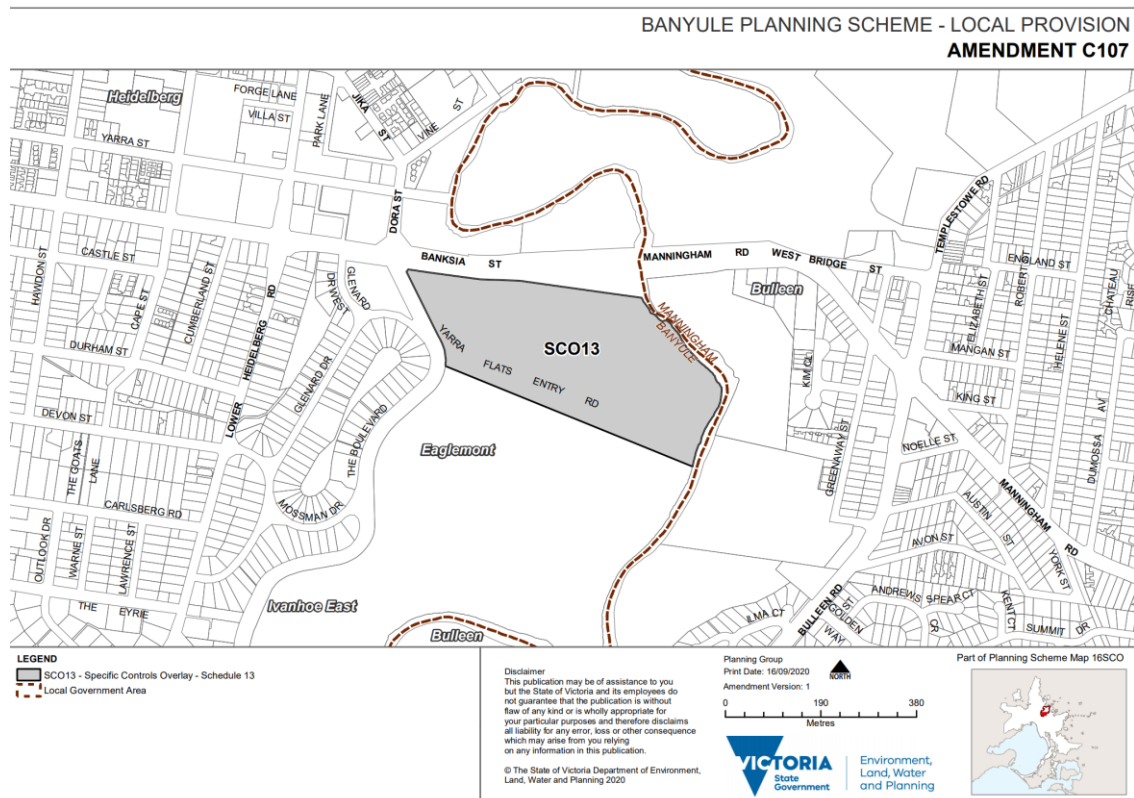 BANYULE PLANNING SCHEME - LOCAL PROVISION
AMENDMENT C107
Heidelberg
FORGE LANE
VILLA ST
PARK LANE
JIKA ST
VINE ST
YARRA ST
DORA ST
CASTLE ST
HAWDON ST
CAPE ST
CUMBERLAND ST
LOWER HEIDELBERG RD
GLENARD DR WEST
BANKSIA ST
MANNINGHAM RD WEST BRIDGE ST
TEMPLESTOWE RD
ENGLAND ST
ELIZABETH ST
ROBERT
HELENE ST
CHATEAU
RISE
Bulleen
MANNINGHAM
BANYULE
SCO13
YARRA FLATS ENTRY RD
DURHAM ST
GLENARD DR
THE BOULEVARD
DEVON ST
THE GOATS LANE
Eaglemont
KIM CL
MANGAN ST
KING ST
DUMOSSA AV
NOELLE ST
GREENAWAY ST
MANNINGHAM RD
CARLSBERG RD
MOSSMAN DR
OUTLOOK DR
WARNE ST
LAWRENCE ST
AUSTIN ST
YORK ST
AVON ST
THE EYRIE
Ivanhoe East
Bulleen
BULLEEN RD
ILMA CT
GOLDEN WAY
ST
ANDREWS
SPEAR CT
CR
KENT CT
SUMMIT DR
LEGEND
SCO13 - Specific Controls Overlay - Schedule 13
Local Government Area
Disclaimer
This publication may be of assistance to you
but the State of Victoria and its employees do
not guarantee that the publication is without
flaw of any kind or is wholly appropriate for
your particular purposes and therefore disclaims
all liability for any error, loss or other consequence
which may arise from you relying
on any information in this publication.
© The State of Victoria Department of Environment,
Land, Water and Planning 2020
Planning Group
Print Date: 16/09/2020
Amendment Version: 1
NORTH
0 190 380
Metres
VICTORIA
State
Government
Environment,
Land, Water
and Planning
Part of Planning Scheme Map 16SCO